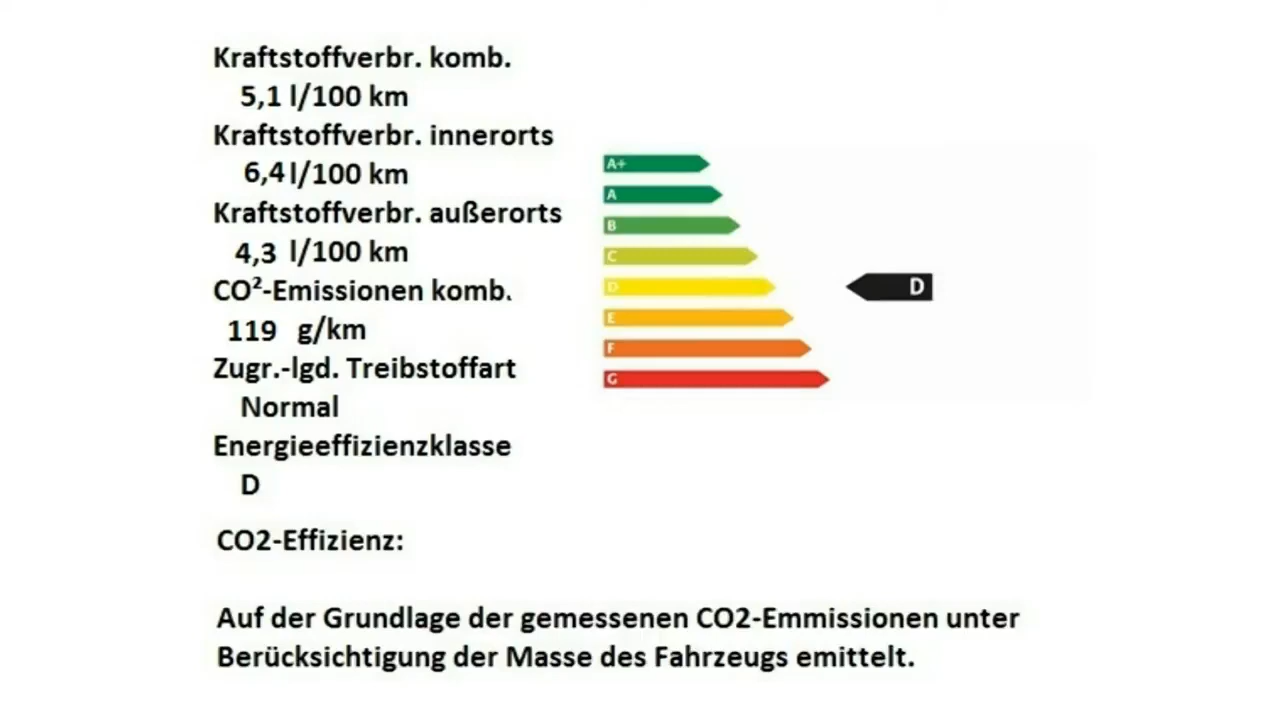 Kraftstoffverbr. komb.
5,1 l/100 km
Kraftstoffverbr. innerorts
6,4 l/100 km
Kraftstoffverbr. außerorts
4,3 l/100 km
CO²-Emissionen komb.
119 g/km
Zugr.-lgd. Treibstoffart
Normal
Energieeffizienzklasse
D
A+
A
B
C
D
D
E
F
G
CO2-Effizienz:
Auf der Grundlage der gemessenen CO2-Emmissionen unter
Berücksichtigung der Masse des Fahrzeugs emittelt.